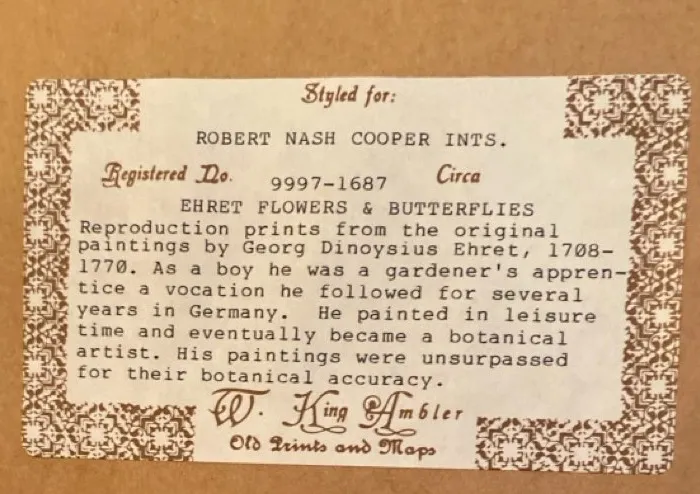 Styled for:
ROBERT NASH COOPER INTS.
Registered No. 9997-1687 Circa
EHRET FLOWERS & BUTTERFLIES
Reproduction prints from the original
paintings by Georg Dinoysius Ehret, 1708-
1770. As a boy he was a gardener's appren-
tice a vocation he followed for several
years in Germany. He painted in leisure
time and eventually became a botanical
artist. His paintings were unsurpassed
for their botanical accuracy.
W. King Ambler
Old Prints and Maps